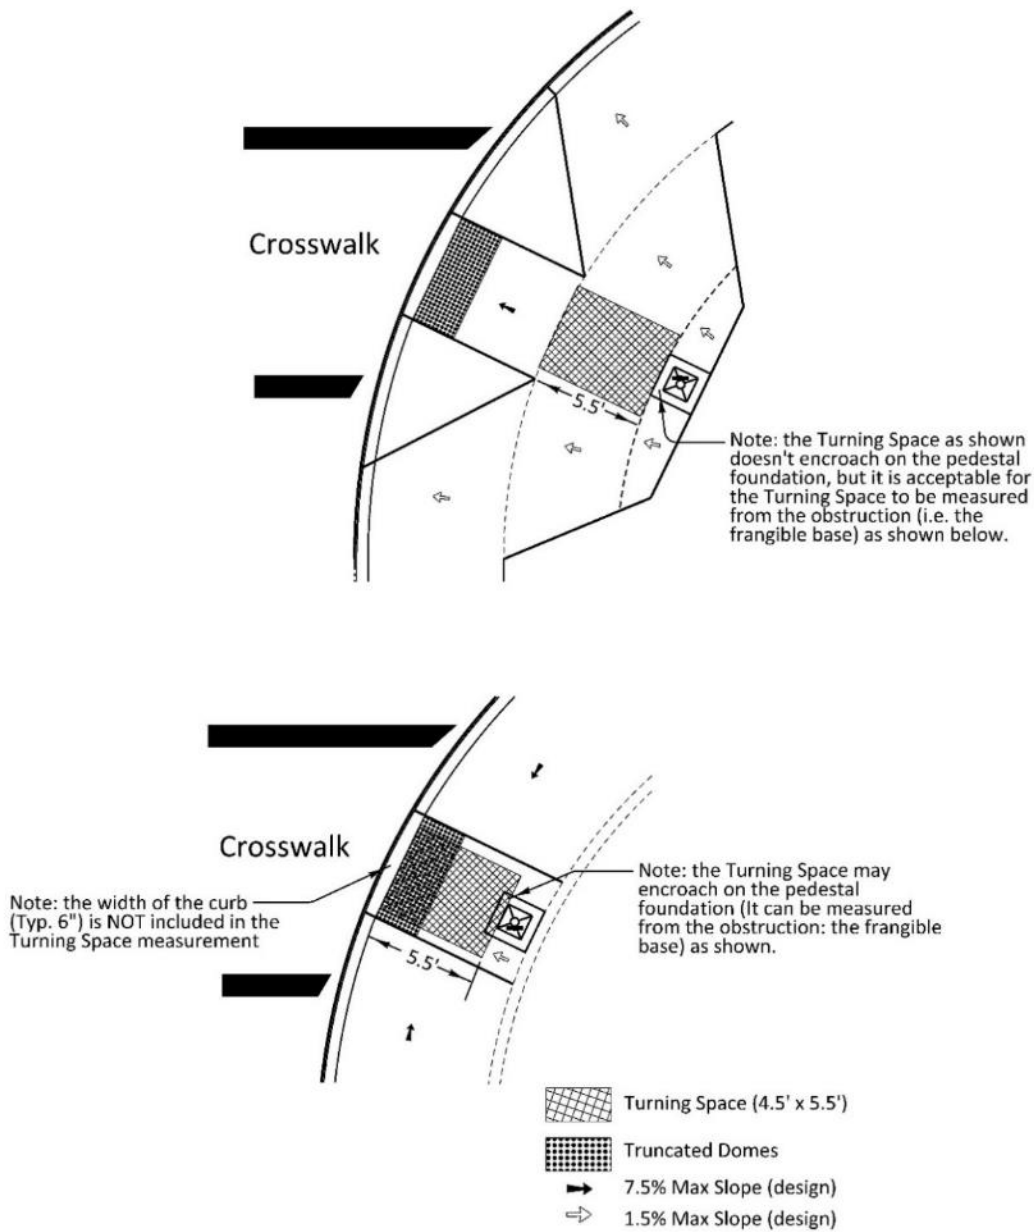 Crosswalk
5.5'
Note: the Turning Space as shown
doesn't encroach on the pedestal
foundation, but it is acceptable for
the Turning Space to be measured
from the obstruction (i.e. the
frangible base) as shown below.
Crosswalk
Note: the width of the curb
(Typ. 6") is NOT included in the
Turning Space measurement
5.5'
Note: the Turning Space may
encroach on the pedestal
foundation (It can be measured
from the obstruction: the frangible
base) as shown.
Turning Space (4.5' x 5.5')
Truncated Domes
7.5% Max Slope (design)
1.5% Max Slope (design)